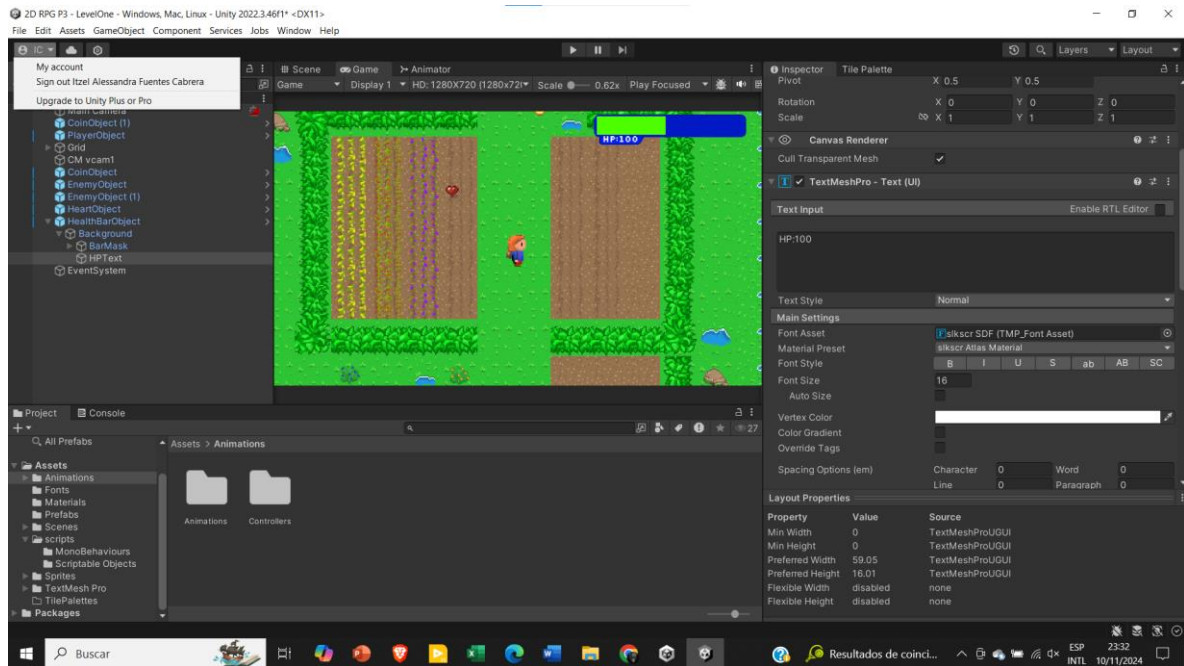 2D RPG P3 - LevelOne - Windows, Mac, Linux - Unity 2022.3.46f1* <DX11>
File Edit Assets GameObject Component Services Jobs Window Help
IC
Layers Layout
My account
Sign out Itzel Alessandra Fuentes Cabrera
Upgrade to Unity Plus or Pro
Main Camera
CoinObject (1)
PlayerObject
Grid
CM vcam1
CoinObject
EnemyObject
EnemyObject (1)
HeartObject
HealthBarObject
Background
BarMask
HPText
EventSystem
Scene Game Animator
Game Display 1 HD: 1280X720 (1280x72( Scale 0.62x Play Focused
HP:100
Inspector Tile Palette
Pivot X 0.5 Y 0.5
Rotation X 0 Y 0 Z 0
Scale X 1 Y 1 Z 1
Canvas Renderer
Cull Transparent Mesh
TextMeshPro - Text (UI)
Text Input Enable RTL Editor
HP:100
Text Style Normal
Main Settings
Font Asset slkscr SDF (TMP_Font Asset)
Material Preset slkscr Atlas Material
Font Style B I U S ab AB SC
Font Size 16
Auto Size
Vertex Color
Color Gradient
Override Tags
Spacing Options (em) Character 0 Word 0
Line 0 Paragraph 0
Layout Properties
Property Value Source
Min Width 0 TextMeshProUGUI
Min Height 0 TextMeshProUGUI
Preferred Width 59.05 TextMeshProUGUI
Preferred Height 16.01 TextMeshProUGUI
Flexible Width disabled none
Flexible Height disabled none
Project Console
27
All Prefabs
Assets > Animations
Assets
Animations
Fonts
Materials
Prefabs
Scenes
scripts
MonoBehaviours
Scriptable Objects
Sprites
TextMesh Pro
TilePalettes
Packages
Animations Controllers
Buscar
Resultados de coinci...
ESP
INTL
23:32
10/11/2024